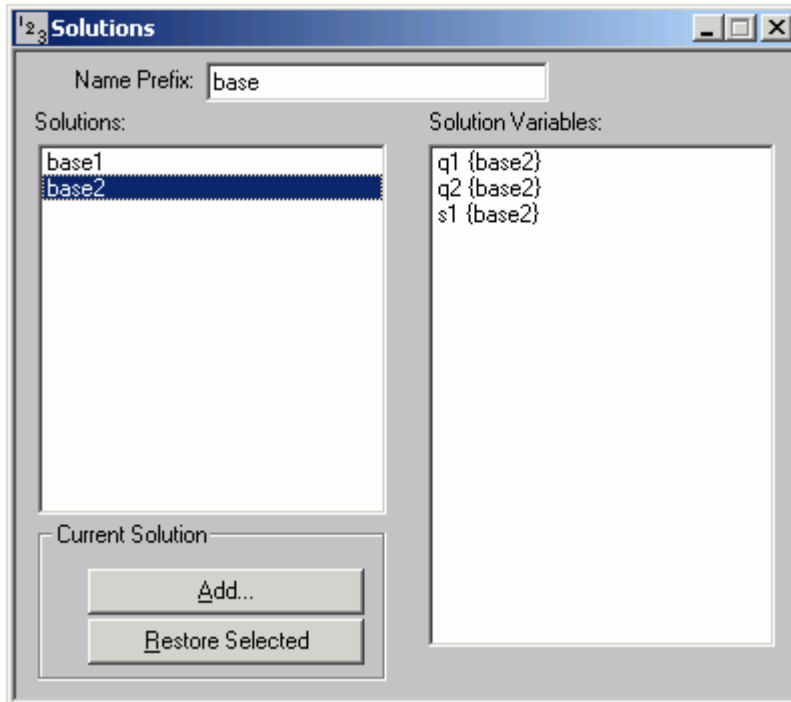 123 Solutions
Name Prefix: base
Solutions:
base1
base2
Solution Variables:
q1 {base2}
q2 {base2}
s1 {base2}
Current Solution
Add...
Restore Selected